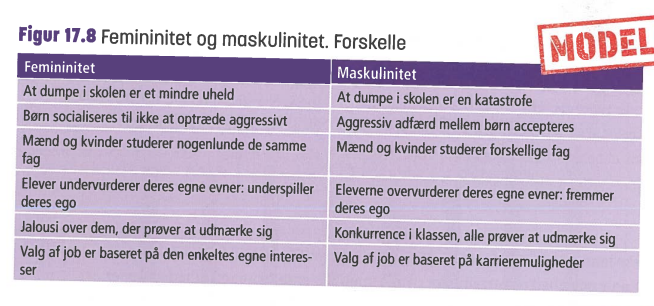 Figur 17.8 Femininitet og maskulinitet. Forskelle
MODEL
Femininitet
Maskulinitet
At dumpe i skolen er et mindre uheld
At dumpe i skolen er en katastrofe
Børn socialiseres til ikke at optræde aggressivt
Aggressiv adfærd mellem børn accepteres
Mænd og kvinder studerer nogenlunde de samme
fag
Mænd og kvinder studerer forskellige fag
Elever undervurderer deres egne evner: underspiller
deres ego
Eleverne overvurderer deres egne evner: fremmer
deres ego
Jalousi over dem, der prøver at udmærke sig
Konkurrence i klassen, alle prøver at udmærke sig
Valg af job er baseret på den enkeltes egne interes-
ser
Valg af job er baseret på karrieremuligheder